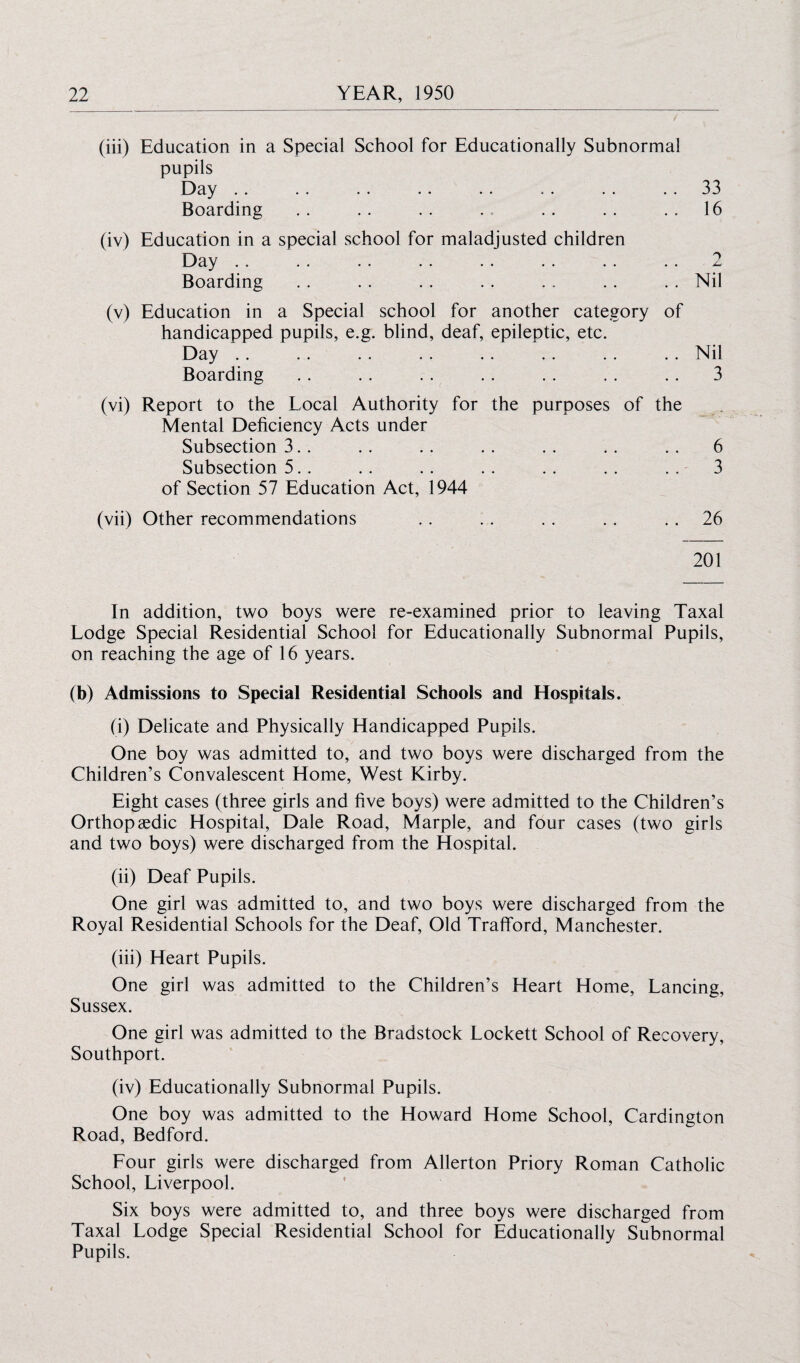 22 YEAR, 1950
(iii) Education in a Special School for Educationally Subnormal
pupils
Day . . . . . . . . . . . . . . . . 33
Boarding . . . . . . . . . . . . . . 16
(iv) Education in a special school for maladjusted children
Day . . . . . . . . . . . . . . . . 2
Boarding . . . . . . . . . . . . . . Nil
(v) Education in a Special school for another category of
handicapped pupils, e.g. blind, deaf, epileptic, etc.
Day . . . . . . . . . . . . . . . . Nil
Boarding . . . . . . . . . . . . . . 3
(vi) Report to the Local Authority for the purposes of the
Mental Deficiency Acts under
Subsection 3. . . . . . . . . . . . . . 6
Subsection 5. . . . . . . . . . . . . . 3
of Section 57 Education Act, 1944
(vii) Other recommendations . . . . . . . . . . 26
201
In addition, two boys were re-examined prior to leaving Taxal
Lodge Special Residential School for Educationally Subnormal Pupils,
on reaching the age of 16 years.
(b) Admissions to Special Residential Schools and Hospitals.
(i) Delicate and Physically Handicapped Pupils.
One boy was admitted to, and two boys were discharged from the
Children's Convalescent Home, West Kirby.
Eight cases (three girls and five boys) were admitted to the Children's
Orthopædic Hospital, Dale Road, Marple, and four cases (two girls
and two boys) were discharged from the Hospital.
(ii) Deaf Pupils.
One girl was admitted to, and two boys were discharged from the
Royal Residential Schools for the Deaf, Old Trafford, Manchester.
(iii) Heart Pupils.
One girl was admitted to the Children's Heart Home, Lancing,
Sussex.
One girl was admitted to the Bradstock Lockett School of Recovery,
Southport.
(iv) Educationally Subnormal Pupils.
One boy was admitted to the Howard Home School, Cardington
Road, Bedford.
Four girls were discharged from Allerton Priory Roman Catholic
School, Liverpool.
Six boys were admitted to, and three boys were discharged from
Taxal Lodge Special Residential School for Educationally Subnormal
Pupils.